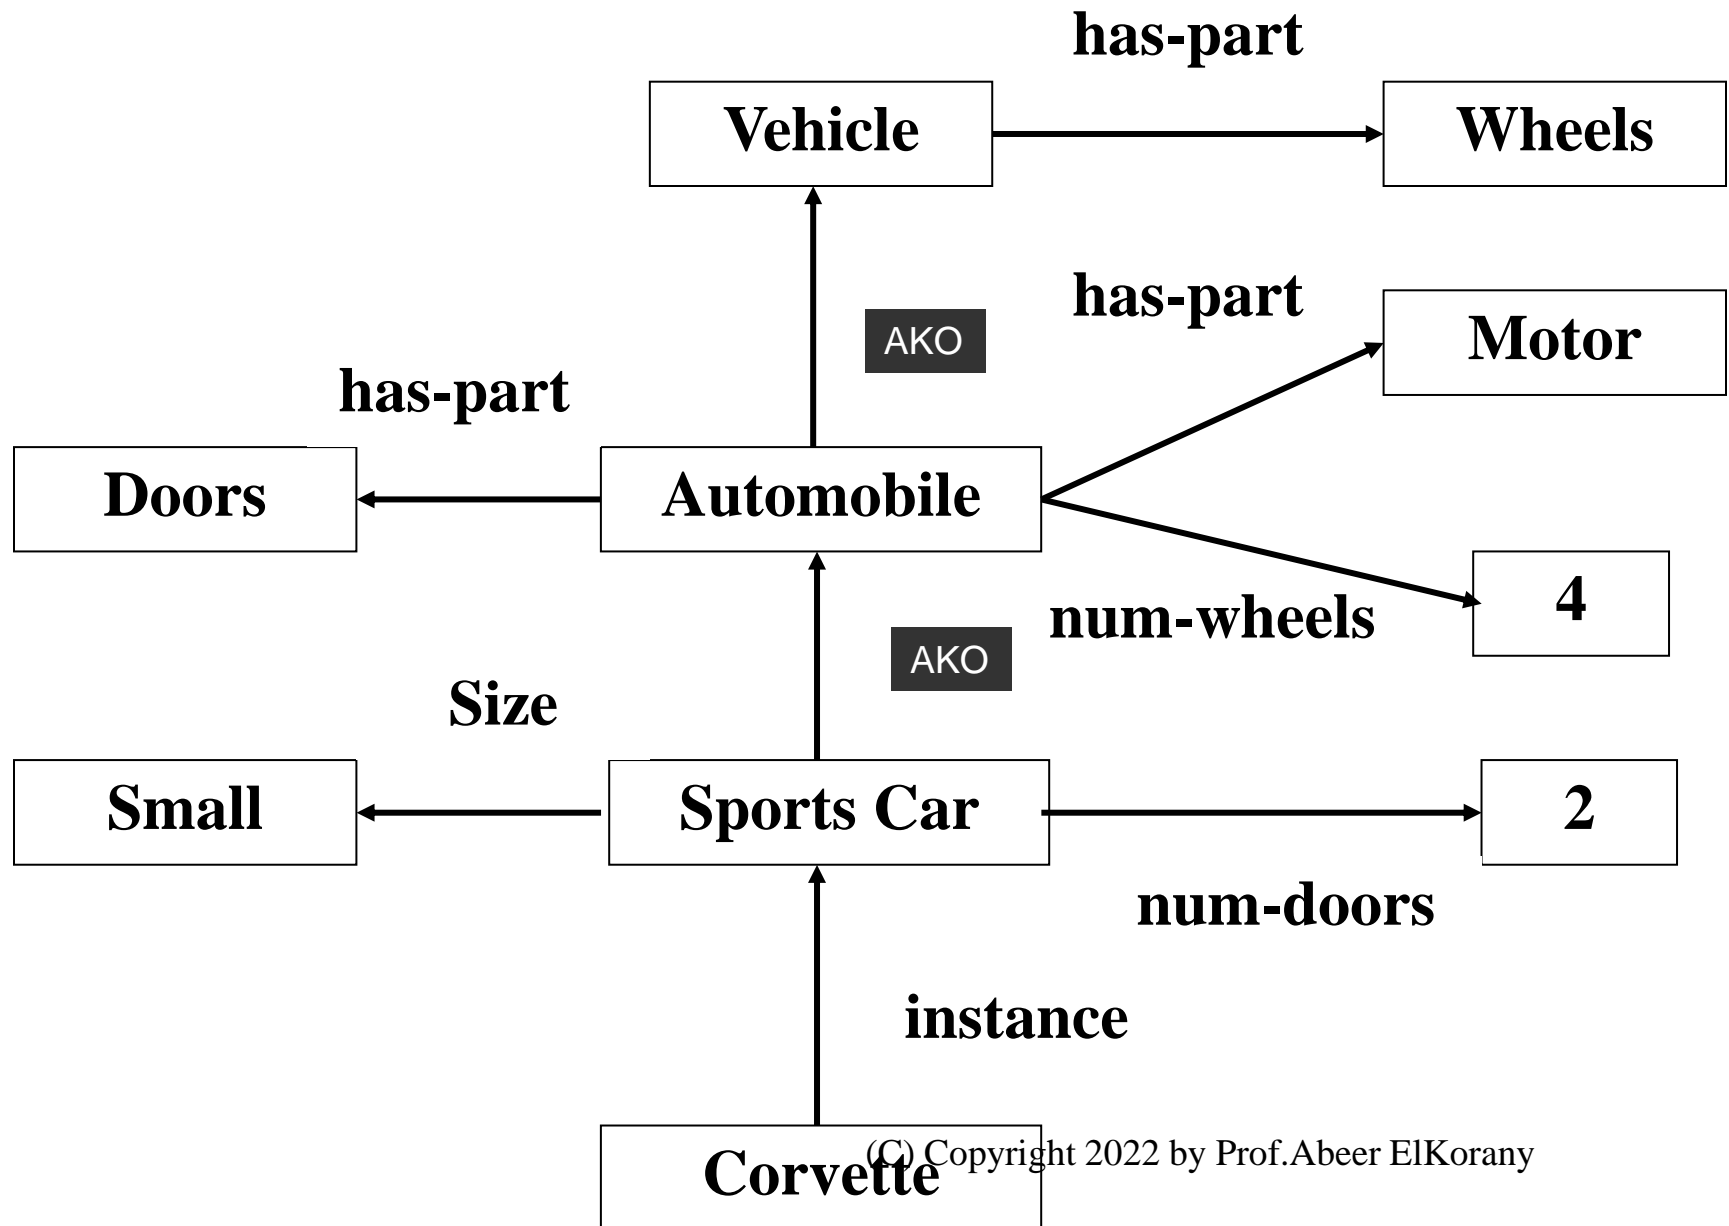 has-part
Vehicle
Wheels
has-part
Motor
AKO
has-part
Doors
Automobile
4
num-wheels
AKO
Size
Small
Sports Car
2
num-doors
instance
(C) Copyright 2022 by Prof.Abeer ElKorany
Corvette